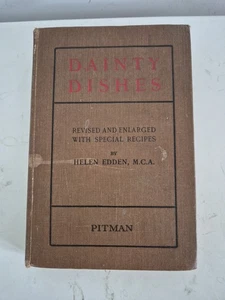 DAINTY
DISHES
REVISED AND ENLARGED
WITH SPECIAL RECIPES
BY
HELEN EDDEN, M.C.A.
PITMAN